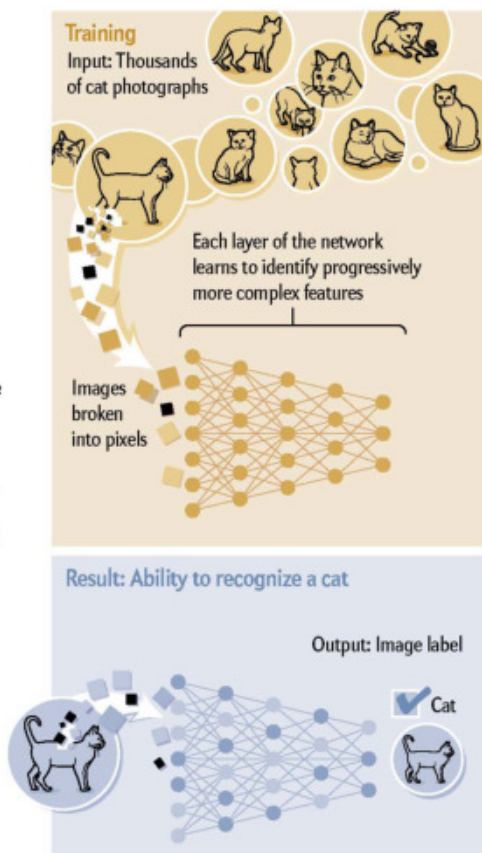 Training
Input: Thousands
of cat photographs
Each layer of the network
learns to identify progressively
more complex features
Images
broken
into pixels
Result: Ability to recognize a cat
Output: Image label
Cat